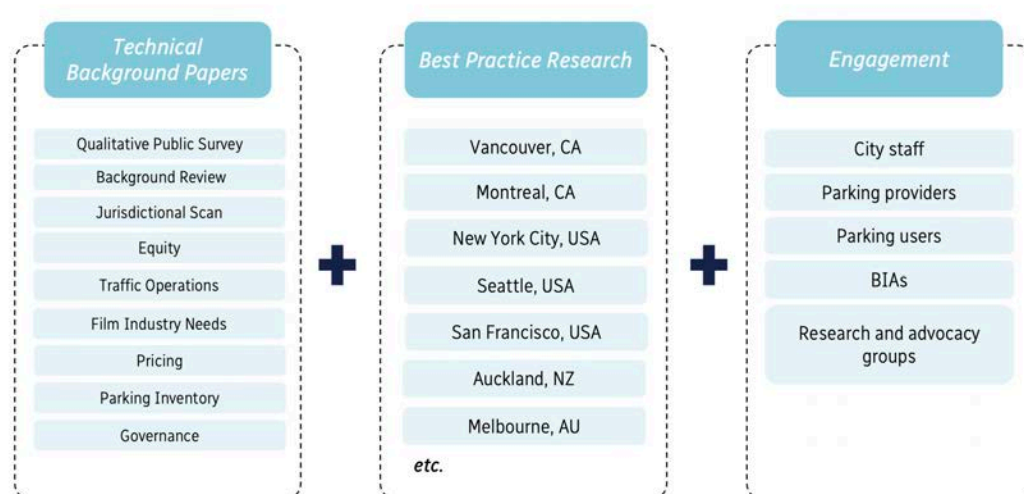 Technical
Background Papers
Qualitative Public Survey
Background Review
Jurisdictional Scan
Equity
Traffic Operations
Film Industry Needs
Pricing
Parking Inventory
Governance
Best Practice Research
Vancouver, CA
Montreal, CA
New York City, USA
Seattle, USA
San Francisco, USA
Auckland, NZ
Melbourne, AU
etc.
Engagement
City staff
Parking providers
Parking users
BIAs
Research and advocacy
groups